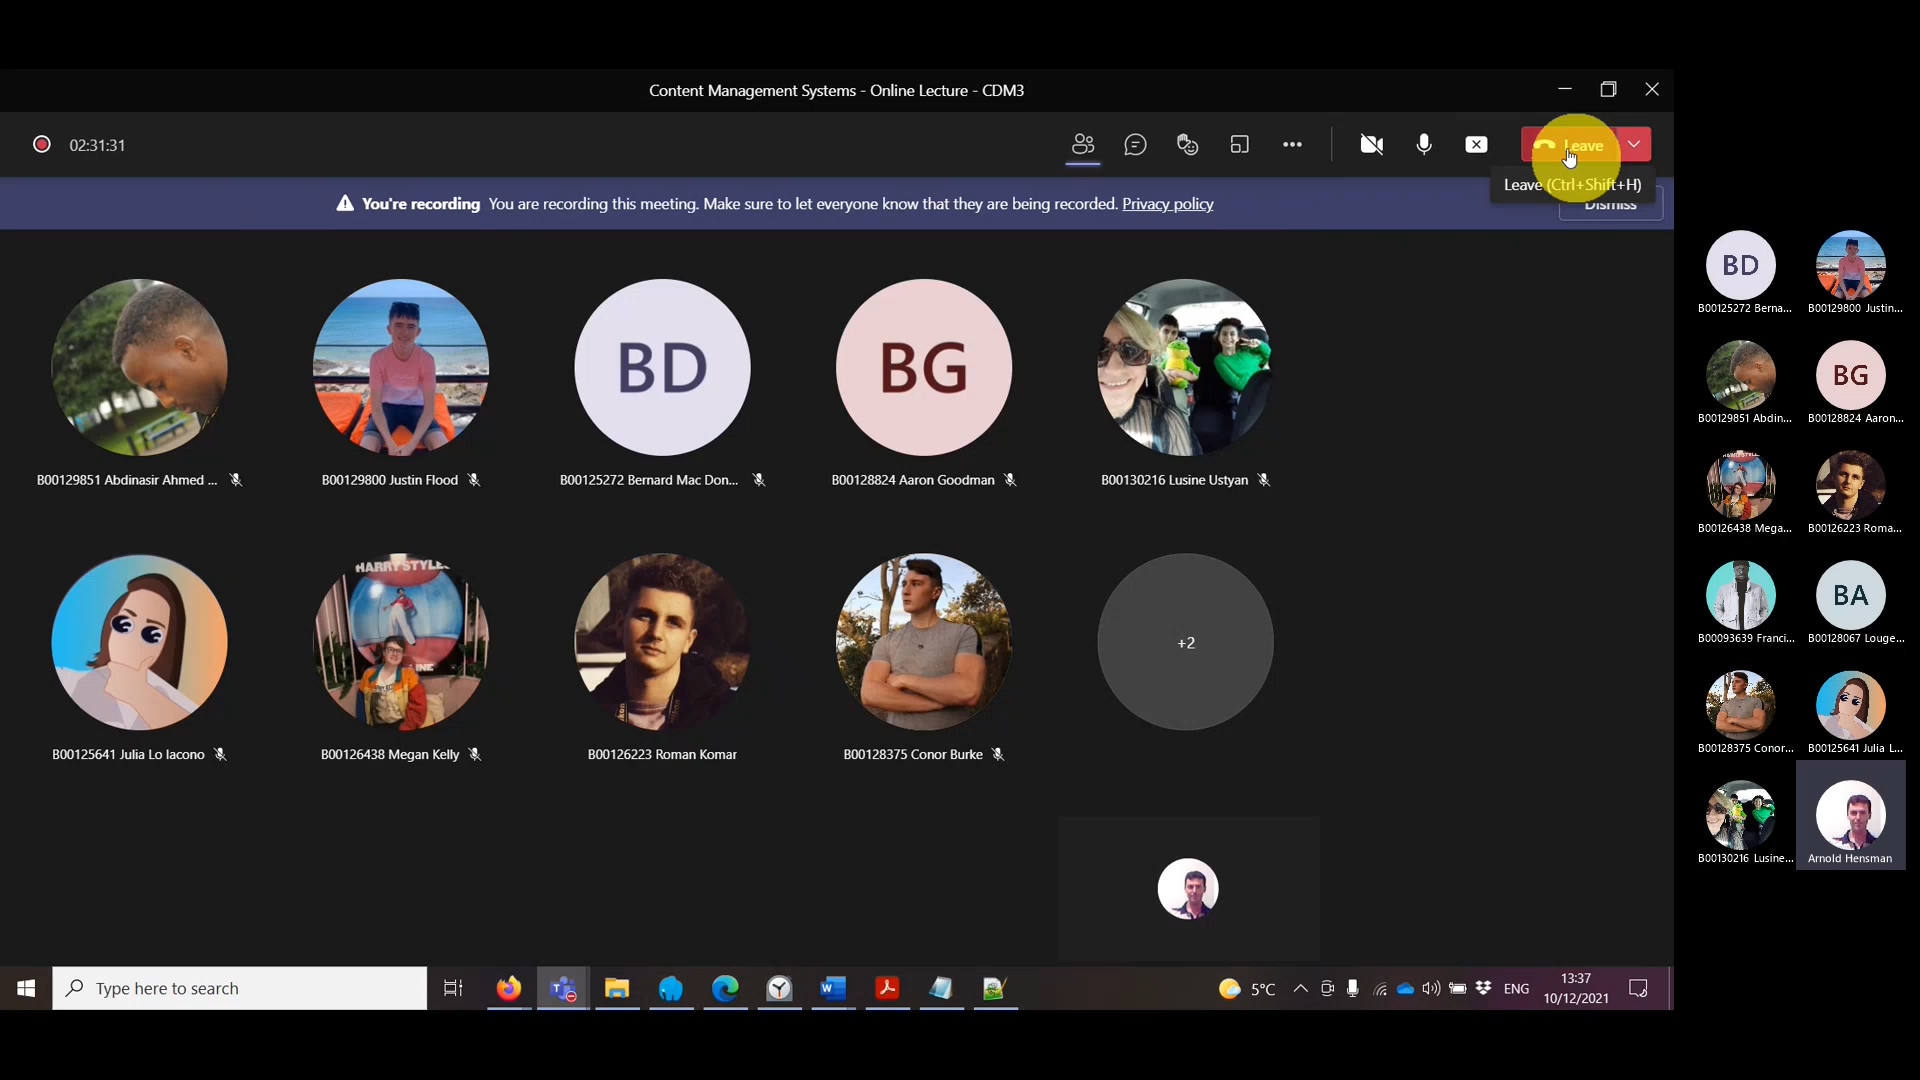 Content Management Systems - Online Lecture - CDM3
02:31:31
Leave
Leave (Ctrl+Shift+H)
You're recording You are recording this meeting. Make sure to let everyone know that they are being recorded. Privacy policy
Dismiss
B00129851 Abdinasir Ahmed ...
B00129800 Justin Flood
BD
B00125272 Bernard Mac Don...
BG
B00128824 Aaron Goodman
B00130216 Lusine Ustyan
B00125641 Julia Lo Iacono
HARRY STYLE
LINE
B00126438 Megan Kelly
B00126223 Roman Komar
B00128375 Conor Burke
+2
BD
B00125272 Berna...
B00129800 Justin...
B00129851 Abdin...
BG
B00128824 Aaron...
B00126438 Mega...
B00126223 Roma...
B00093639 Franci...
BA
B00128067 Louge...
B00128375 Conor...
B00125641 Julia L...
B00130216 Lusine...
Arnold Hensman
Type here to search
5°C
ENG
13:37
10/12/2021